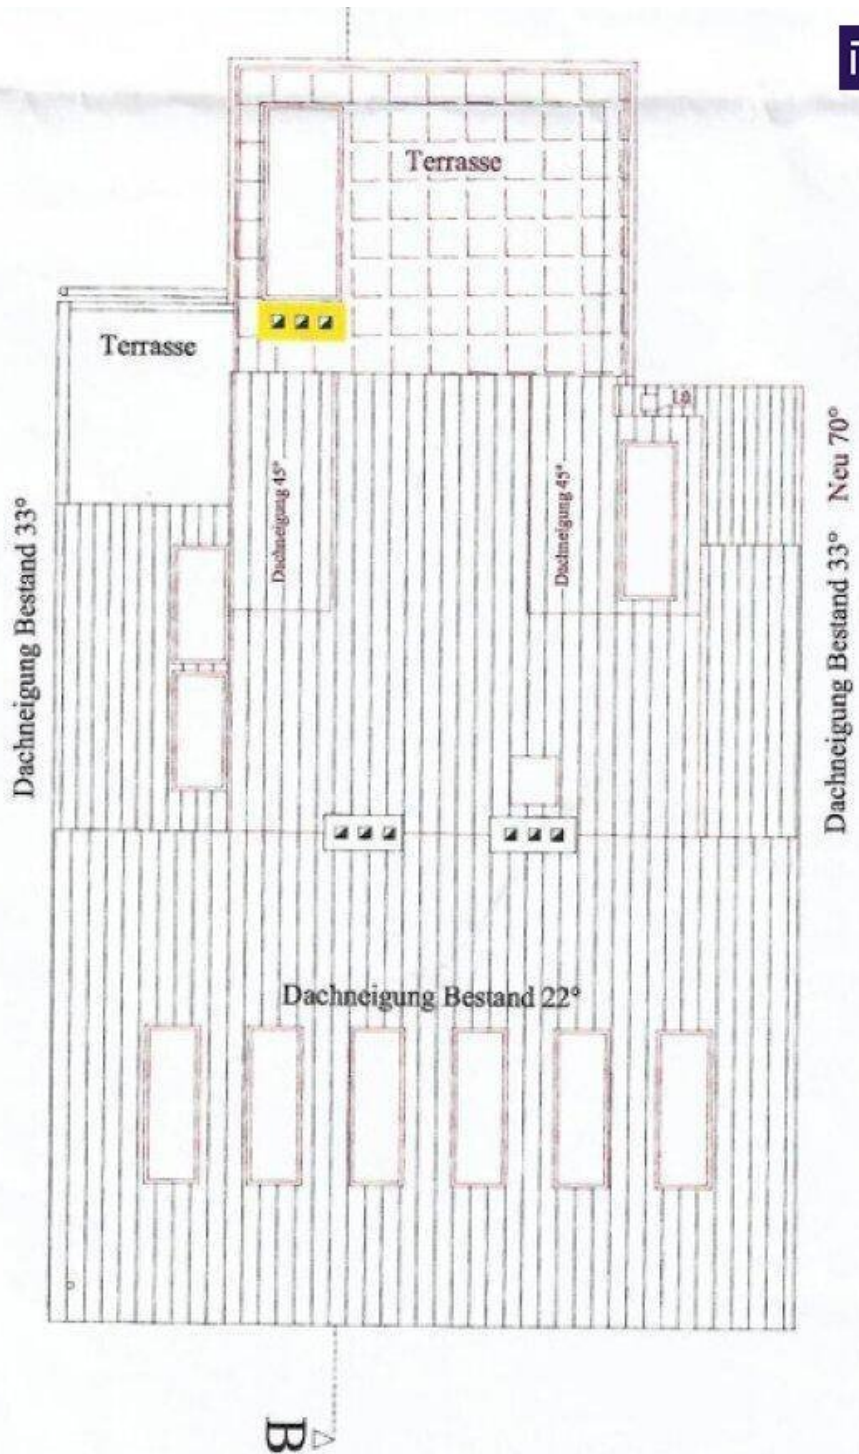 Terrasse
Terrasse
Dachneigung 45°
Dachneigung 45°
Dachneigung Bestand 33°
Dachneigung Bestand 33° Neu 70°
Dachneigung Bestand 22°
B